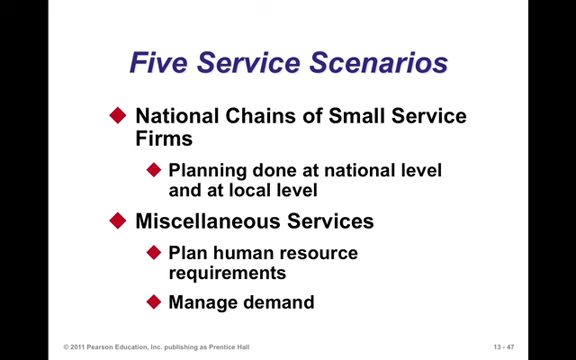 Five Service Scenarios
National Chains of Small Service
Firms
Planning done at national level
and at local level
Miscellaneous Services
Plan human resource
requirements
Manage demand
© 2011 Pearson Education, Inc. publishing as Prentice Hall
13 - 47